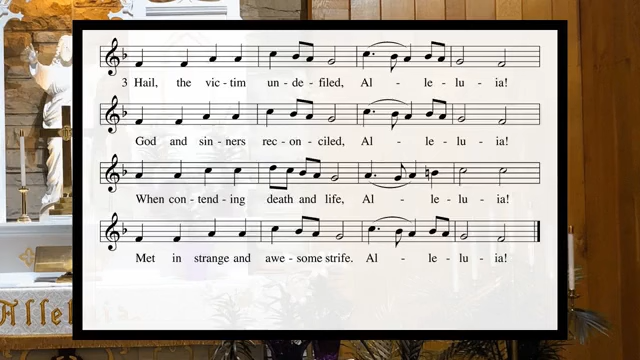 3 Hail, the vic - tim un - de - filed, Al - le - lu - ia!
God and sin - ners rec - on - ciled, Al - le - lu - ia!
When con - tend - ing death and life, Al - le - lu - ia!
Met in strange and awe - some strife. Al - le - lu - ia!